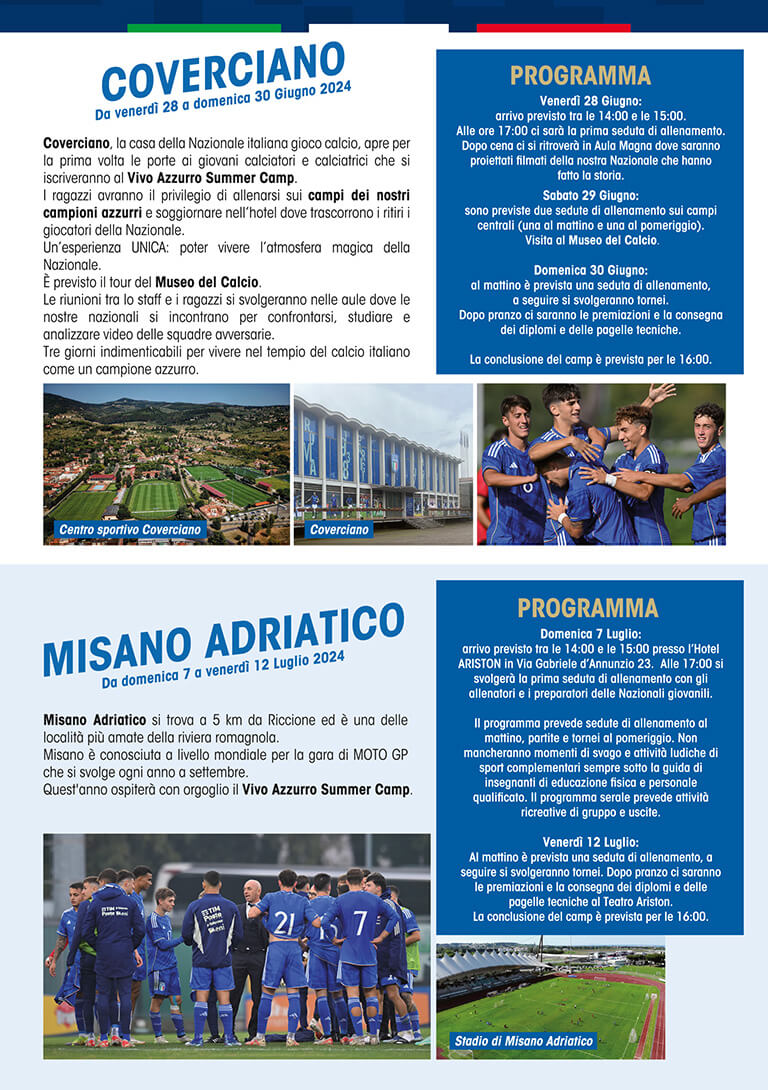 COVERCIANO
Da venerdì 28 a domenica 30 Giugno 2024
Coverciano, la casa della Nazionale italiana gioco calcio, apre per
la prima volta le porte ai giovani calciatori e calciatrici che si
iscriveranno al Vivo Azzurro Summer Camp.
I ragazzi avranno il privilegio di allenarsi sui campi dei nostri
campioni azzurri e soggiornare nell'hotel dove trascorrono i ritiri i
giocatori della Nazionale.
Un'esperienza UNICA: poter vivere l'atmosfera magica della
Nazionale.
È previsto il tour del Museo del Calcio.
Le riunioni tra lo staff e i ragazzi si svolgeranno nelle aule dove le
nostre nazionali si incontrano per confrontarsi, studiare e
analizzare video delle squadre avversarie.
Tre giorni indimenticabili per vivere nel tempio del calcio italiano
come un campione azzurro.
PROGRAMMA
Venerdì 28 Giugno:
arrivo previsto tra le 14:00 e le 15:00.
Alle ore 17:00 ci sarà la prima seduta di allenamento.
Dopo cena ci si ritroverà in Aula Magna dove saranno
proiettati filmati della nostra Nazionale che hanno
fatto la storia.
Sabato 29 Giugno:
sono previste due sedute di allenamento sui campi
centrali (una al mattino e una al pomeriggio).
Visita al Museo del Calcio.
Domenica 30 Giugno:
al mattino è prevista una seduta di allenamento,
a seguire si svolgeranno tornei.
Dopo pranzo ci saranno le premiazioni e la consegna
dei diplomi e delle pagelle tecniche.
La conclusione del camp è prevista per le 16:00.
Centro sportivo Coverciano
Coverciano
MISANO ADRIATICO
Da domenica 7 a venerdì 12 Luglio 2024
Misano Adriatico si trova a 5 km da Riccione ed è una delle
località più amate della riviera romagnola.
Misano è conosciuta a livello mondiale per la gara di MOTO GP
che si svolge ogni anno a settembre.
Quest'anno ospiterà con orgoglio il Vivo Azzurro Summer Camp.
PROGRAMMA
Domenica 7 Luglio:
arrivo previsto tra le 14:00 e le 15:00 presso l'Hotel
ARISTON in Via Gabriele d'Annunzio 23. Alle 17:00 si
svolgerà la prima seduta di allenamento con gli
allenatori e i preparatori delle Nazionali giovanili.
Il programma prevede sedute di allenamento al
mattino, partite e tornei al pomeriggio. Non
mancheranno momenti di svago e attività ludiche di
sport complementari sempre sotto la guida di
insegnanti di educazione fisica e personale
qualificato. Il programma serale prevede attività
ricreative di gruppo e uscite.
Venerdì 12 Luglio:
Al mattino è prevista una seduta di allenamento, a
seguire si svolgeranno tornei. Dopo pranzo ci saranno
le premiazioni e la consegna dei diplomi e delle
pagelle tecniche al Teatro Ariston.
La conclusione del camp è prevista per le 16:00.
TIM
Poste
TIM
Poste
21
7
Stadio di Misano Adriatico